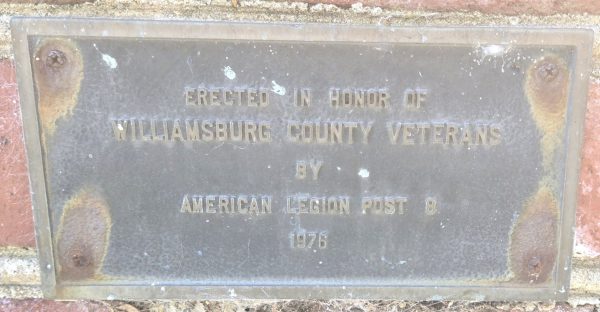 ERECTED IN HONOR OF
WILLIAMSBURG COUNTY VETERANS
BY
AMERICAN LEGION POST 8
1976